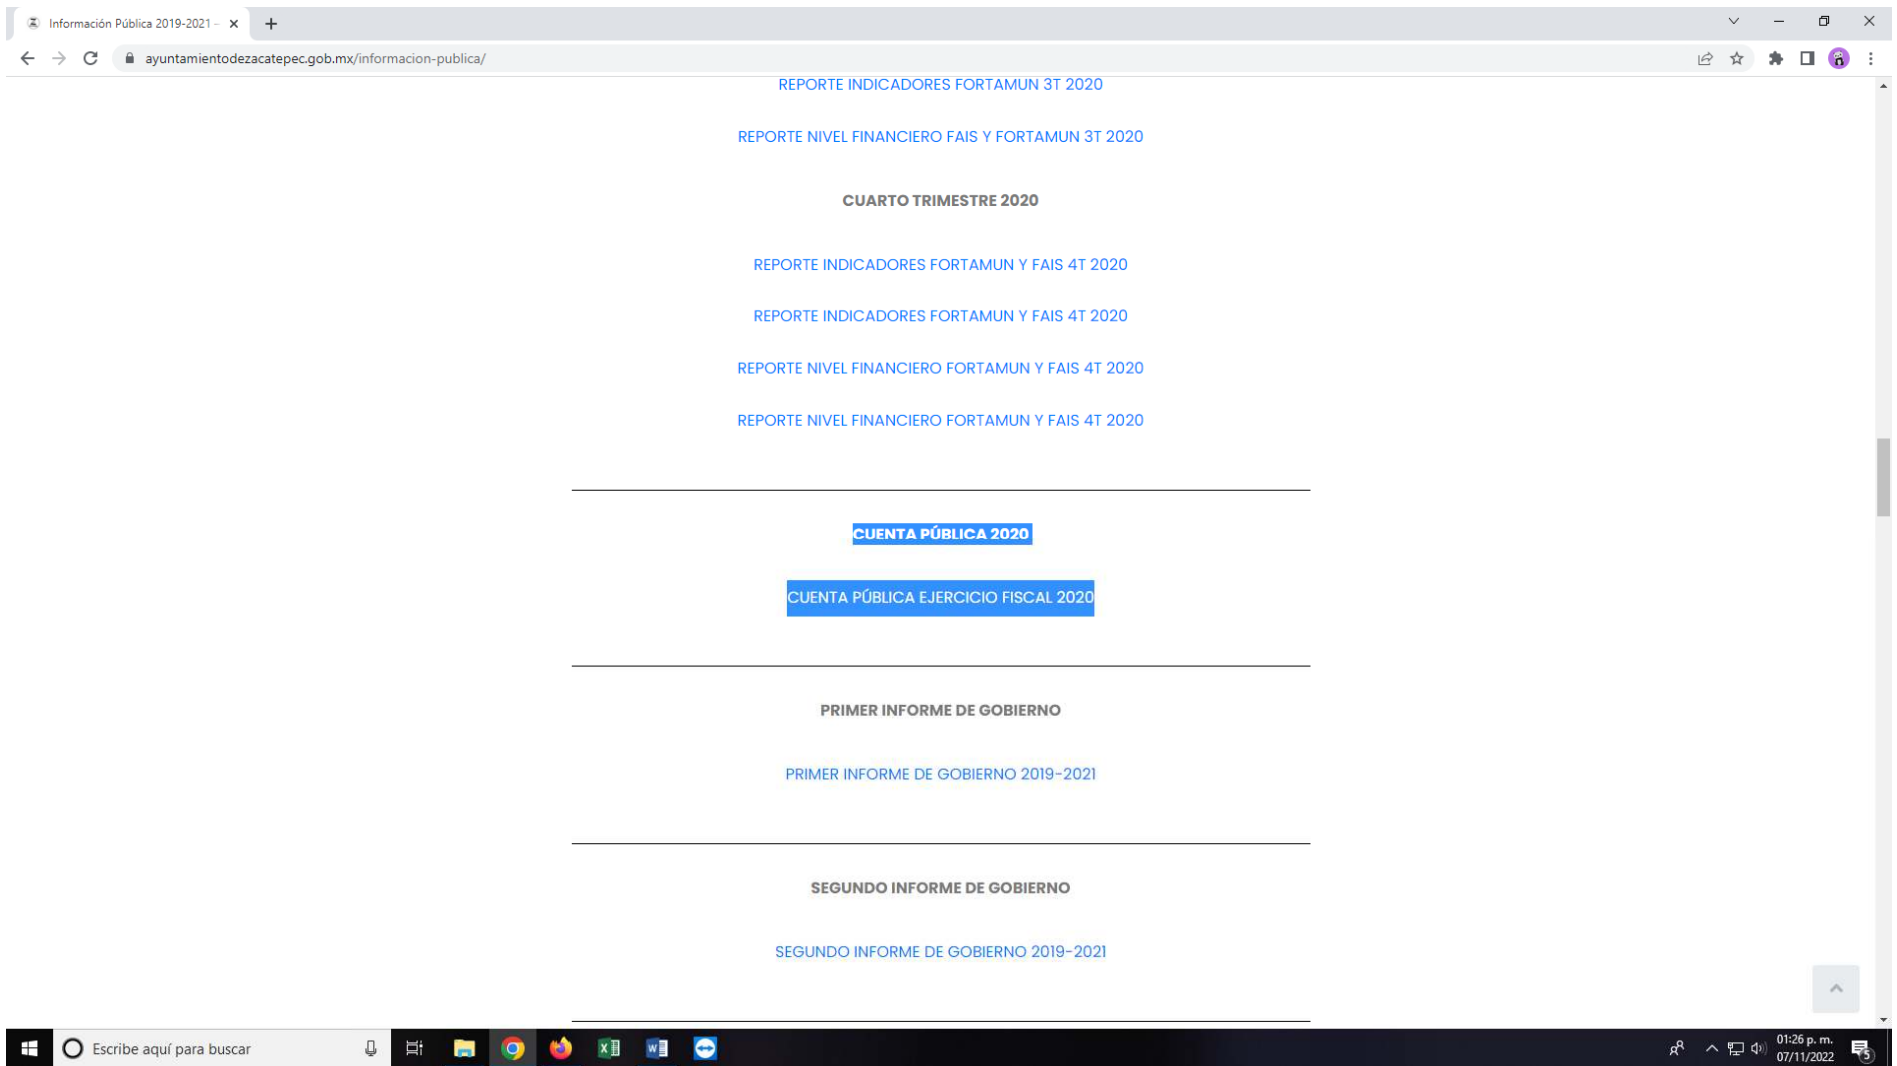 Información Pública 2019-2021 -
ayuntamientodezacatepec.gob.mx/informacion-publica/
REPORTE INDICADORES FORTAMUN 3T 2020
REPORTE NIVEL FINANCIERO FAIS Y FORTAMUN 3T 2020
CUARTO TRIMESTRE 2020
REPORTE INDICADORES FORTAMUN Y FAIS 4T 2020
REPORTE INDICADORES FORTAMUN Y FAIS 4T 2020
REPORTE NIVEL FINANCIERO FORTAMUN Y FAIS 4T 2020
REPORTE NIVEL FINANCIERO FORTAMUN Y FAIS 4T 2020
CUENTA PÚBLICA 2020
CUENTA PÚBLICA EJERCICIO FISCAL 2020
PRIMER INFORME DE GOBIERNO
PRIMER INFORME DE GOBIERNO 2019-2021
SEGUNDO INFORME DE GOBIERNO
SEGUNDO INFORME DE GOBIERNO 2019-2021
Escribe aquí para buscar
01:26 p. m.
07/11/2022
5